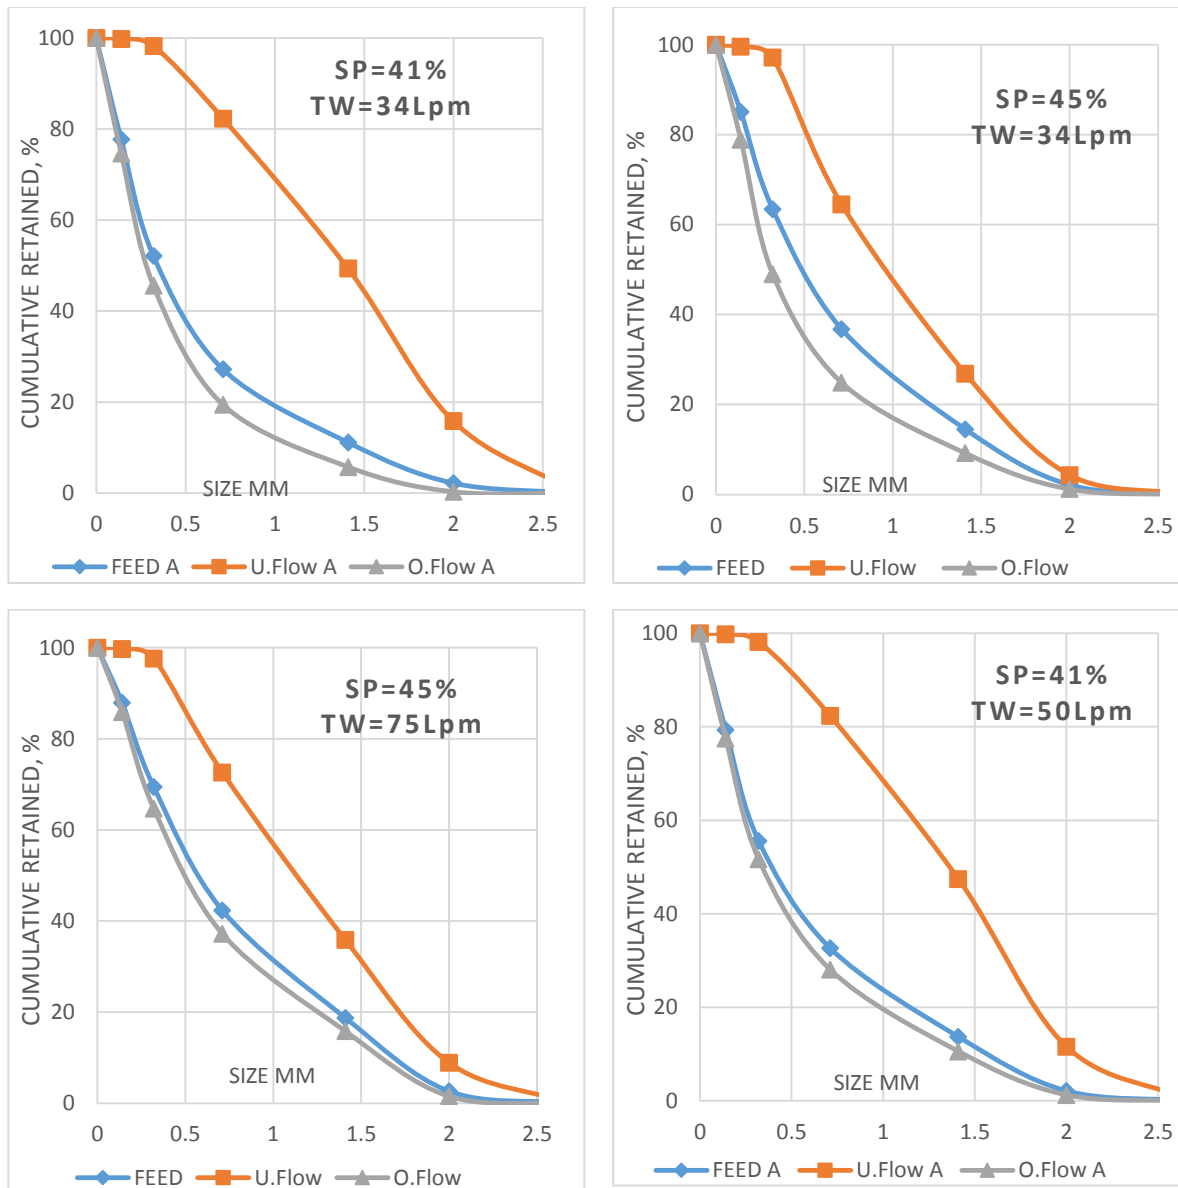 SP=41%
TW=34Lpm
CUMULATIVE RETAINED, %
100
80
60
40
20
0
SIZE MM
0 0.5 1 1.5 2 2.5
FEED A U.Flow A O.Flow A
SP=45%
TW=34Lpm
CUMULATIVE RETAINED, %
100
80
60
40
20
0
SIZE MM
0 0.5 1 1.5 2 2.5
FEED U.Flow O.Flow
SP=45%
TW=75Lpm
CUMULATIVE RETAINED, %
100
80
60
40
20
0
SIZE MM
0 0.5 1 1.5 2 2.5
FEED U.Flow O.Flow
SP=41%
TW=50Lpm
CUMULATIVE RETAINED, %
100
80
60
40
20
0
SIZE MM
0 0.5 1 1.5 2 2.5
FEED A U.Flow A O.Flow A